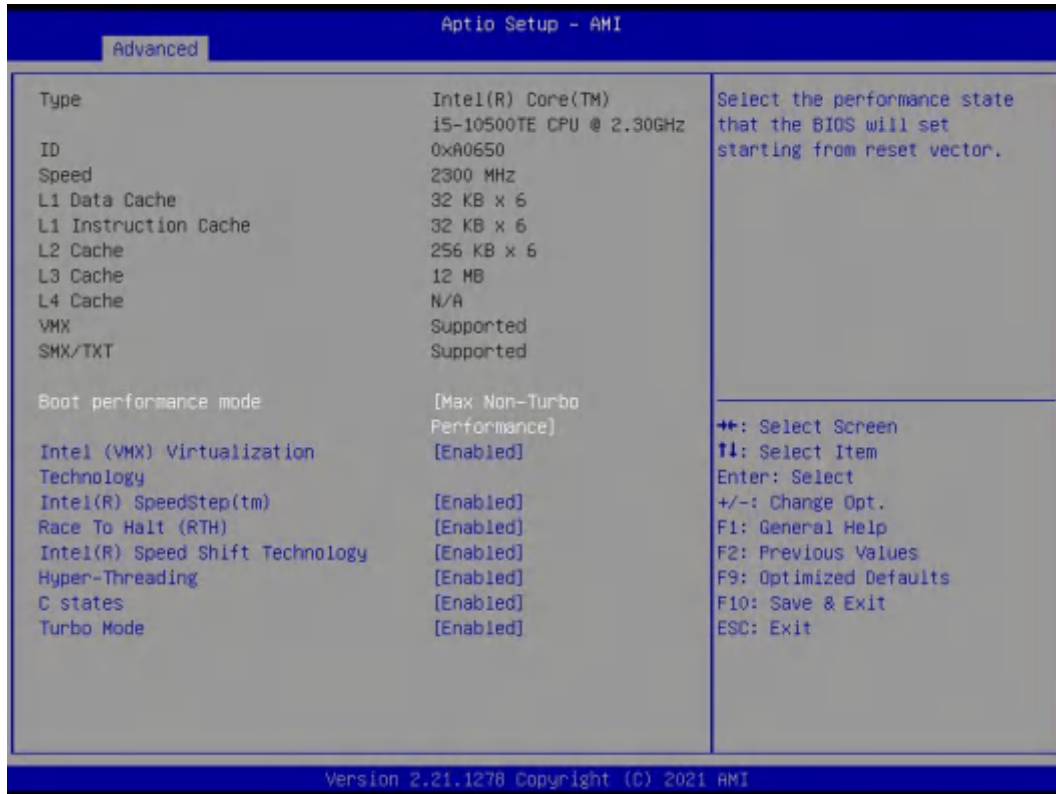 Aptio Setup – AMI
Advanced
Type Intel(R) Core(TM)
i5-10500TE CPU @ 2.30GHz
ID 0xA0650
Speed 2300 MHz
L1 Data Cache 32 KB x 6
L1 Instruction Cache 32 KB x 6
L2 Cache 256 KB x 6
L3 Cache 12 MB
L4 Cache N/A
VMX Supported
SMX/TXT Supported
Boot performance mode [Max Non-Turbo
Performance]
Intel (VMX) Virtualization [Enabled]
Technology
Intel(R) SpeedStep(tm) [Enabled]
Race To Halt (RTH) [Enabled]
Intel(R) Speed Shift Technology [Enabled]
Hyper-Threading [Enabled]
C states [Enabled]
Turbo Mode [Enabled]
Select the performance state
that the BIOS will set
starting from reset vector.
→←: Select Screen
↑↓: Select Item
Enter: Select
+/-: Change Opt.
F1: General Help
F2: Previous Values
F9: Optimized Defaults
F10: Save & Exit
ESC: Exit
Version 2.21.1278 Copyright (C) 2021 AMI